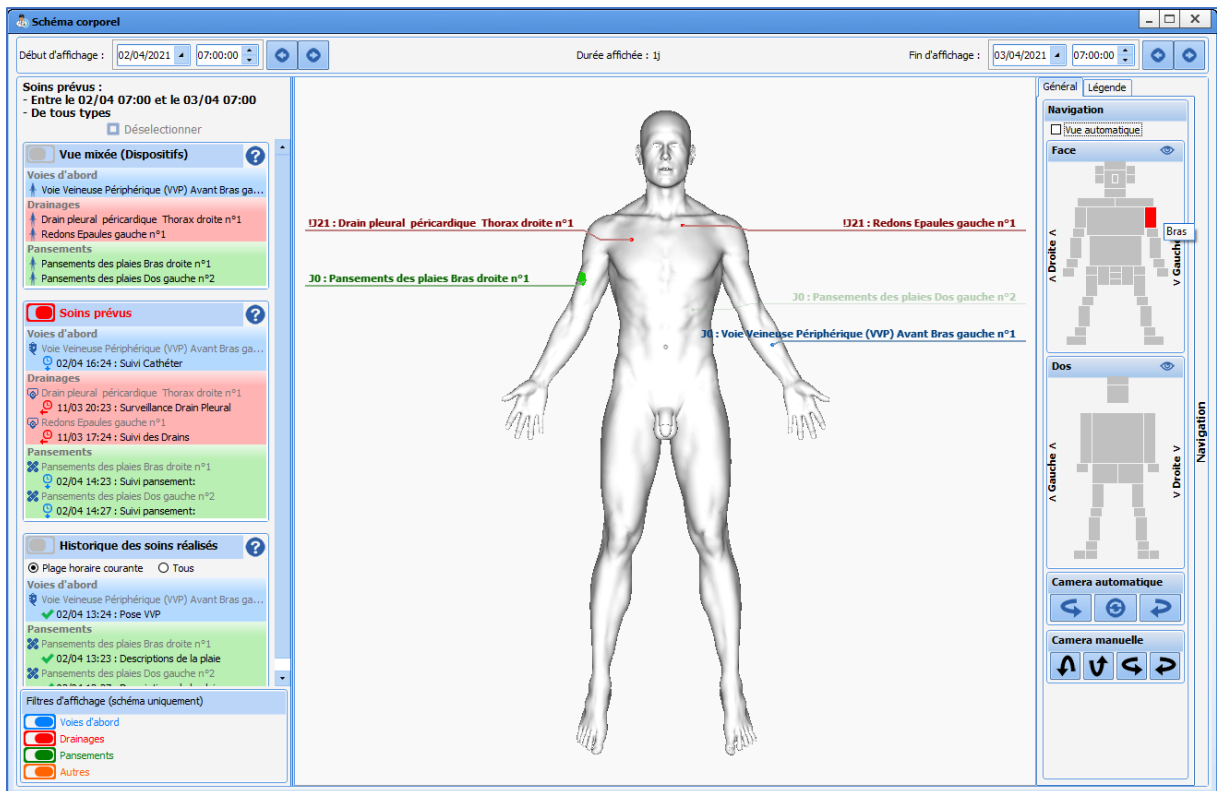 Schéma corporel
Début d'affichage : 02/04/2021 07:00:00 Durée affichée : 1j Fin d'affichage : 03/04/2021 07:00:00
Soins prévus :
- Entre le 02/04 07:00 et le 03/04 07:00
- De tous types
Déselectionner
Vue mixée (Dispositifs)
Voies d'abord
Voie Veineuse Périphérique (VVP) Avant Bras ga...
Drainages
Drain pleural péricardique Thorax droite n°1
Redons Epaules gauche n°1
Pansements
Pansements des plaies Bras droite n°1
Pansements des plaies Dos gauche n°2
Soins prévus
Voies d'abord
Voie Veineuse Périphérique (VVP) Avant Bras ga...
02/04 16:24 : Suivi Cathéter
Drainages
Drain pleural péricardique Thorax droite n°1
11/03 20:23 : Surveillance Drain Pleural
Redons Epaules gauche n°1
11/03 17:24 : Suivi des Drains
Pansements
Pansements des plaies Bras droite n°1
02/04 14:23 : Suivi pansement:
Pansements des plaies Dos gauche n°2
02/04 14:27 : Suivi pansement:
Historique des soins réalisés
Plage horaire courante Tous
Voies d'abord
Voie Veineuse Périphérique (VVP) Avant Bras ga...
02/04 13:24 : Pose VVP
Pansements
Pansements des plaies Bras droite n°1
02/04 13:23 : Descriptions de la plaie
Pansements des plaies Dos gauche n°2
Filtres d'affichage (schéma uniquement)
Voies d'abord
Drainages
Pansements
Autres
!J21 : Drain pleural péricardique Thorax droite n°1
!J21 : Redons Epaules gauche n°1
J0 : Pansements des plaies Bras droite n°1
J0 : Pansements des plaies Dos gauche n°2
J0 : Voie Veineuse Périphérique (VVP) Avant Bras gauche n°1
Général Légende
Navigation
Vue automatique
Face
Bras
< Droite <
> Gauche >
Dos
< Gauche <
> Droite >
Camera automatique
Camera manuelle
Navigation